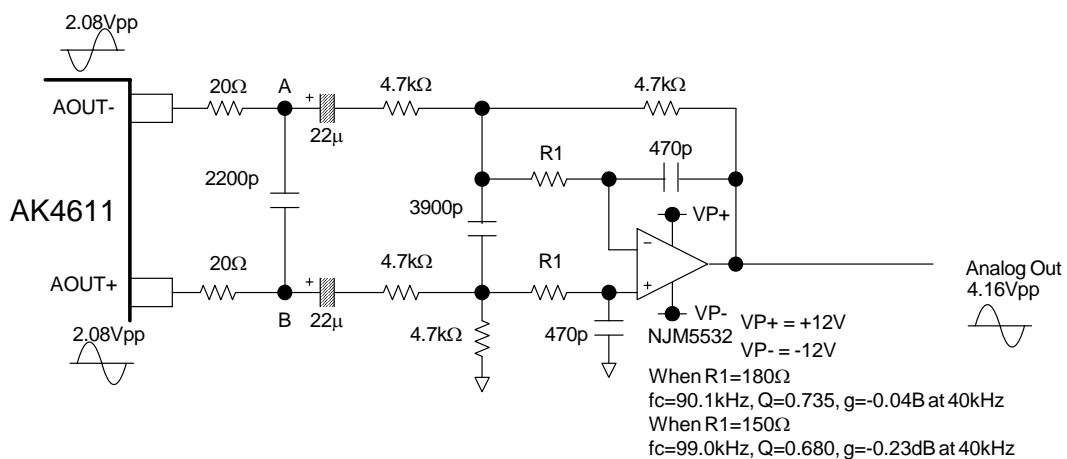 2.08Vpp
20Ω
A
+
4.7kΩ
4.7kΩ
AOUT-
22μ
R1
470p
2200p
AK4611
3900p
VP+
−
20Ω
+
4.7kΩ
R1
+
AOUT+
B
22μ
Analog Out
4.16Vpp
2.08Vpp
4.7kΩ
470p
VP-
NJM5532
VP+ = +12V
VP- = -12V
When R1=180Ω
fc=90.1kHz, Q=0.735, g=-0.04B at 40kHz
When R1=150Ω
fc=99.0kHz, Q=0.680, g=-0.23dB at 40kHz